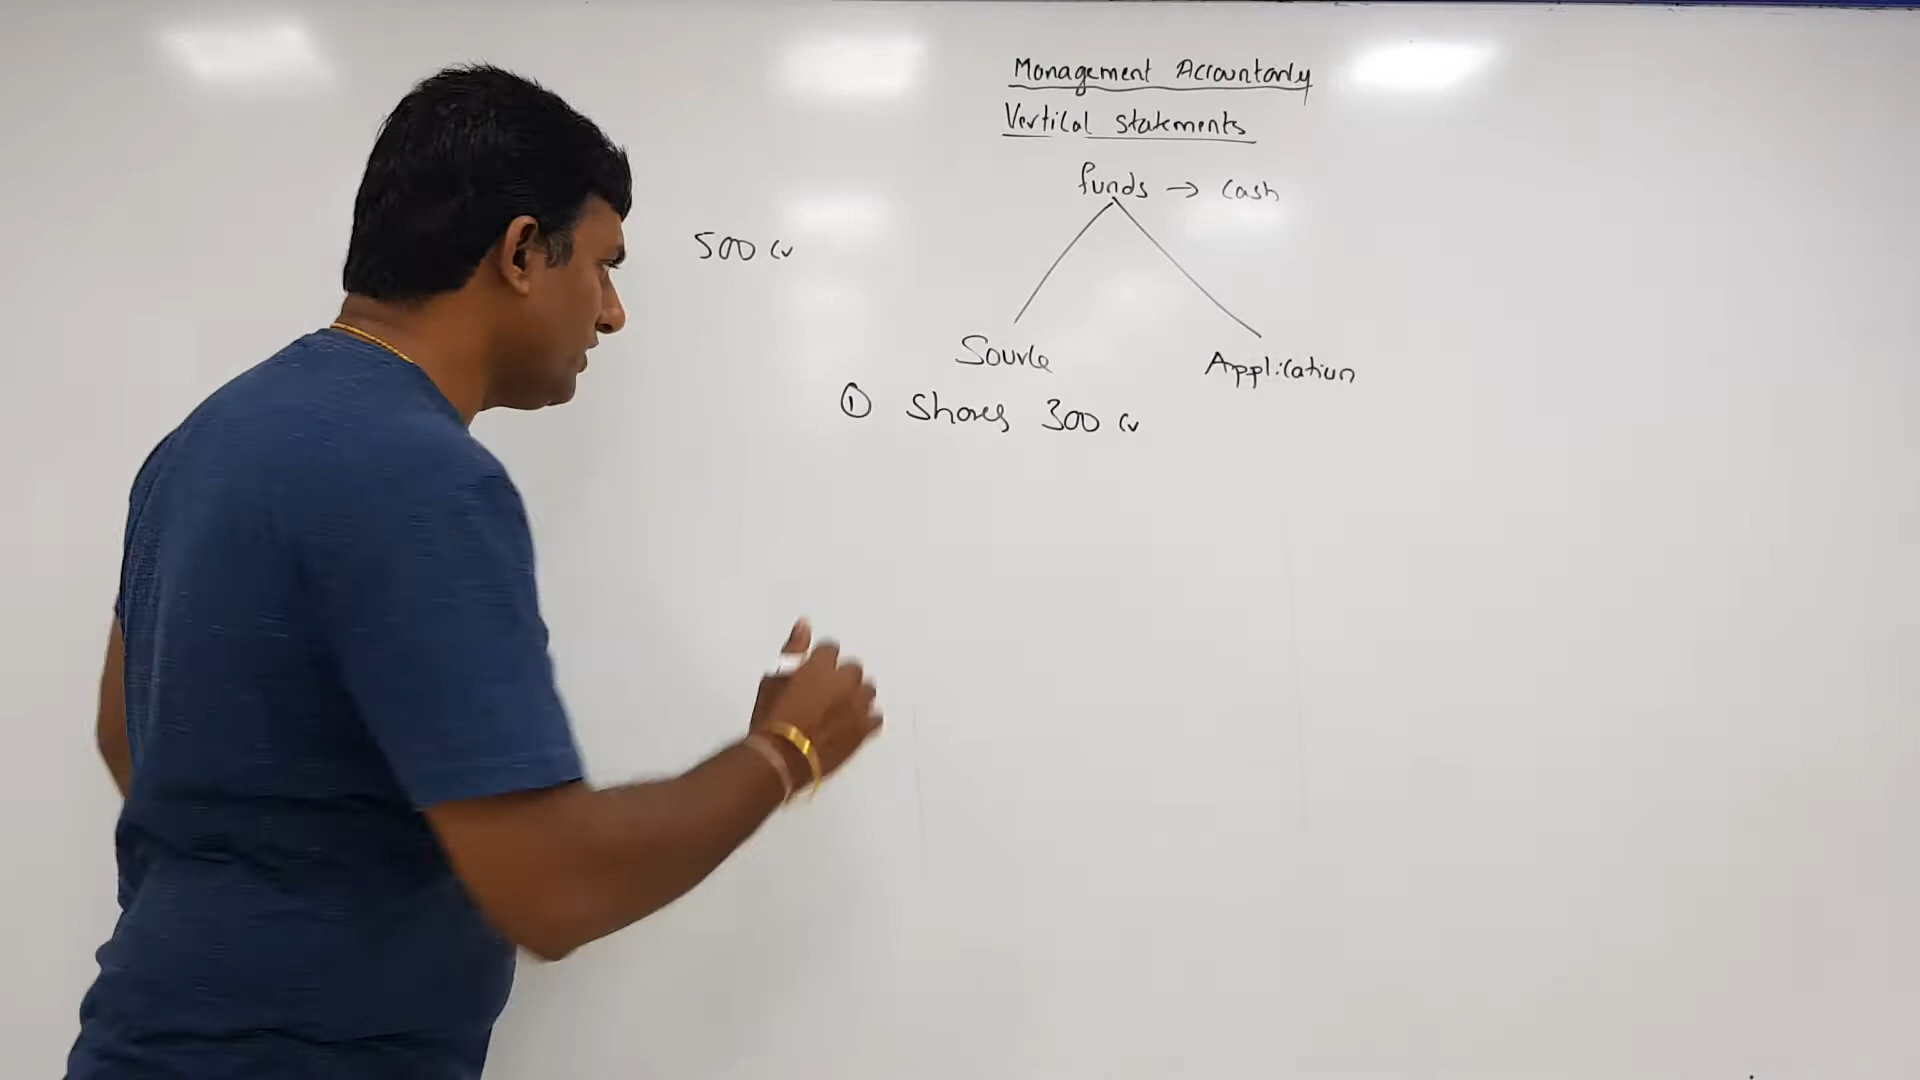 Management Accountancy
Vertical statements
funds → cash
500 cr
Source
Application
① Shares 300 cr